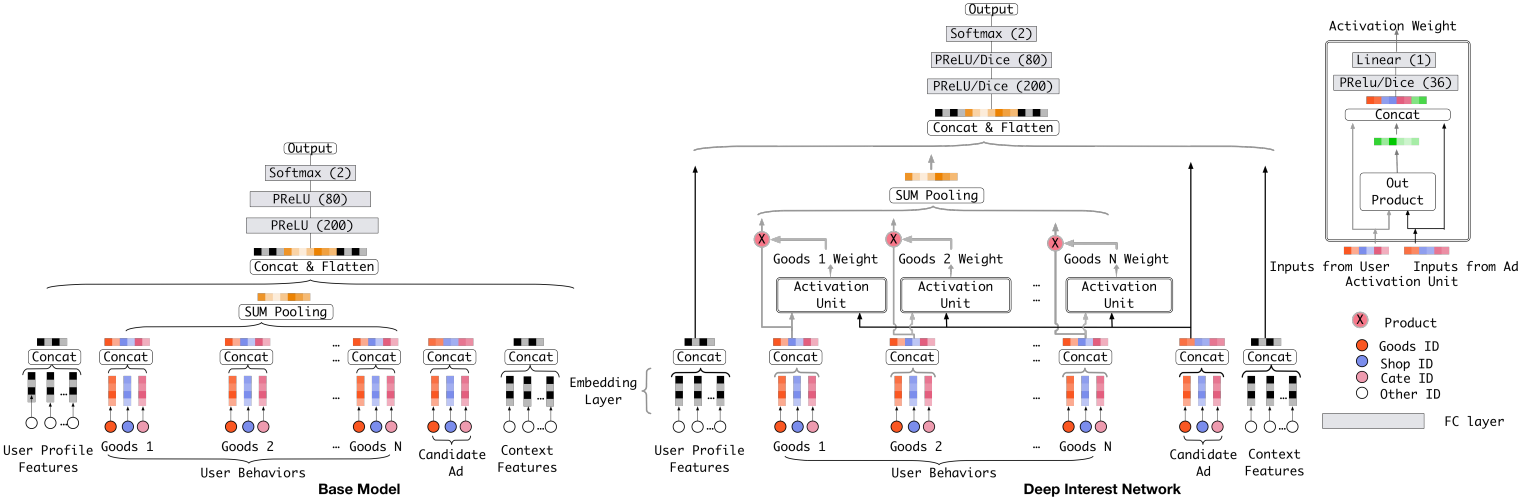 Output
Softmax (2)
PReLU (80)
PReLU (200)
Concat & Flatten
SUM Pooling
Concat
Concat
Concat
...
...
Concat
Concat
Concat
...
...
...
...
User Profile
Features
Goods 1
Goods 2
...
Goods N
User Behaviors
Candidate
Ad
Context
Features
Base Model
Embedding
Layer
Output
Softmax (2)
PReLU/Dice (80)
PReLU/Dice (200)
Concat & Flatten
SUM Pooling
X
X
X
Goods 1 Weight
Goods 2 Weight
Goods N Weight
Activation
Unit
Activation
Unit
...
...
Activation
Unit
Concat
Concat
Concat
...
...
Concat
Concat
Concat
...
...
...
...
...
User Profile
Features
Goods 1
Goods 2
...
Goods N
User Behaviors
Candidate
Ad
Context
Features
Deep Interest Network
Activation Weight
Linear (1)
PRelu/Dice (36)
Concat
Out
Product
Inputs from User
Inputs from Ad
Activation Unit
X
Product
Goods ID
Shop ID
Cate ID
Other ID
FC layer